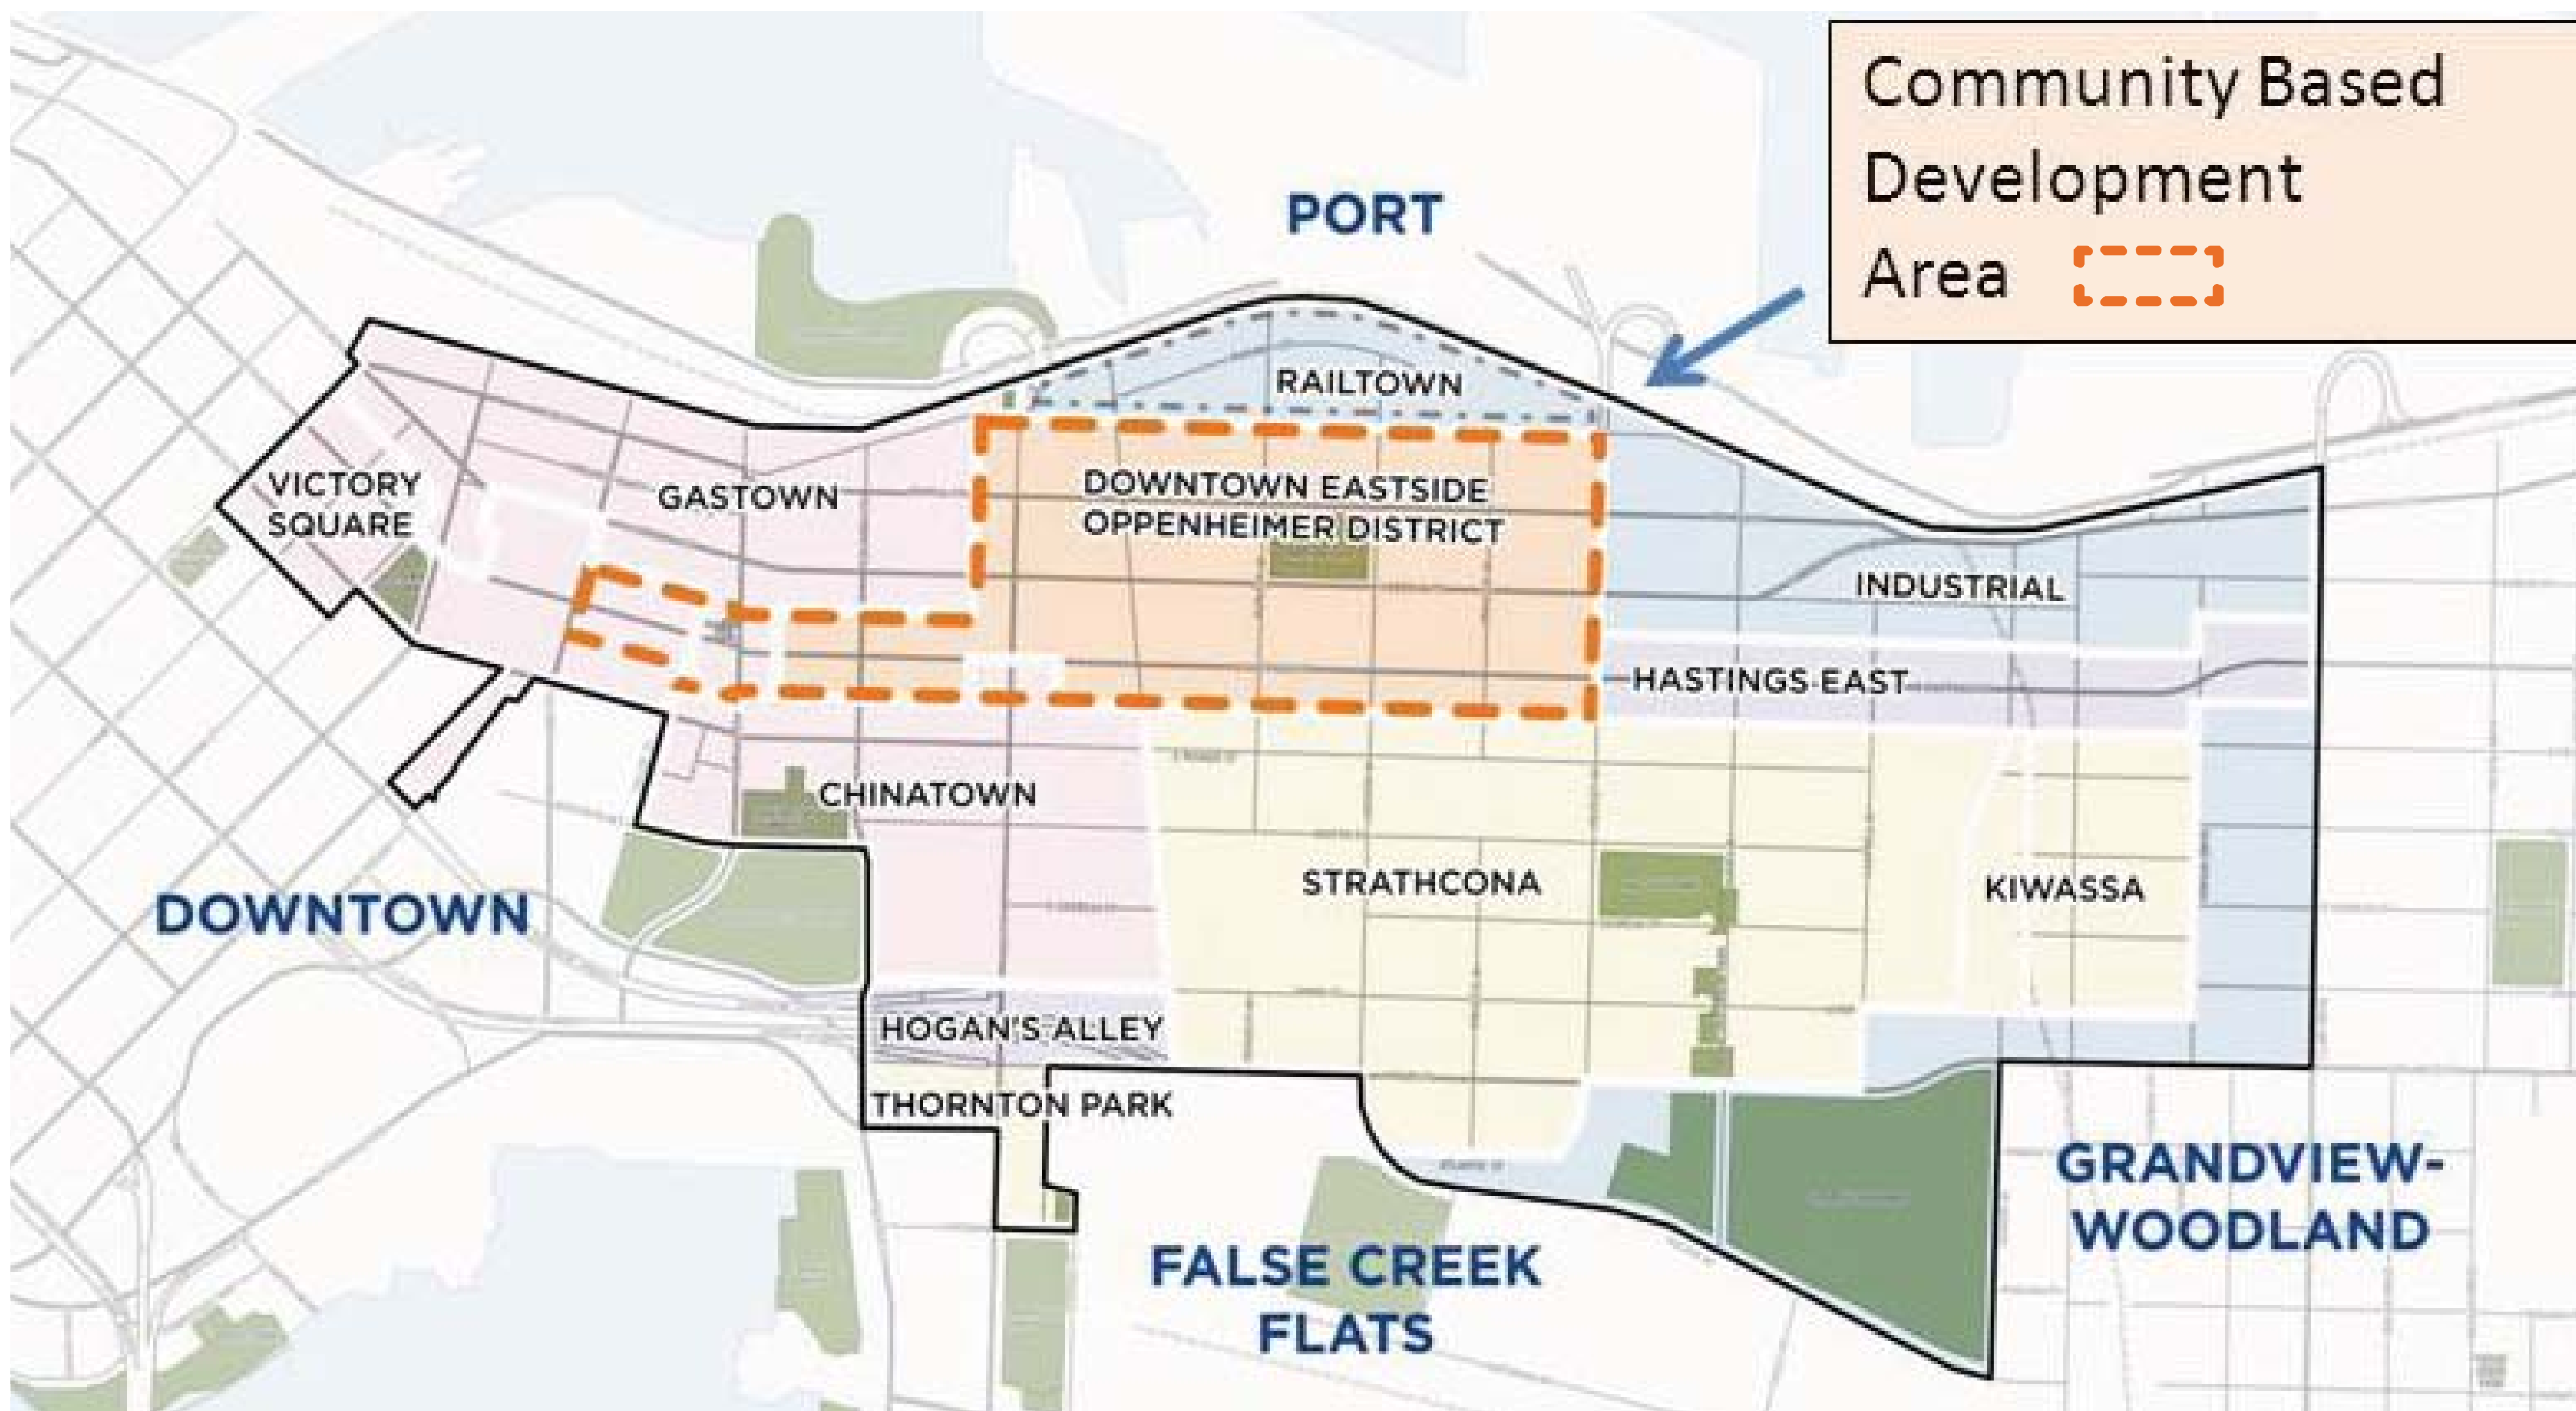 Community Based
Development
Area
PORT
RAILTOWN
VICTORY
SQUARE
GASTOWN
DOWNTOWN EASTSIDE
OPPENHEIMER DISTRICT
INDUSTRIAL
HASTINGS EAST
CHINATOWN
STRATHCONA
KIWASSA
DOWNTOWN
HOGAN'S ALLEY
THORNTON PARK
GRANDVIEW-
WOODLAND
FALSE CREEK
FLATS